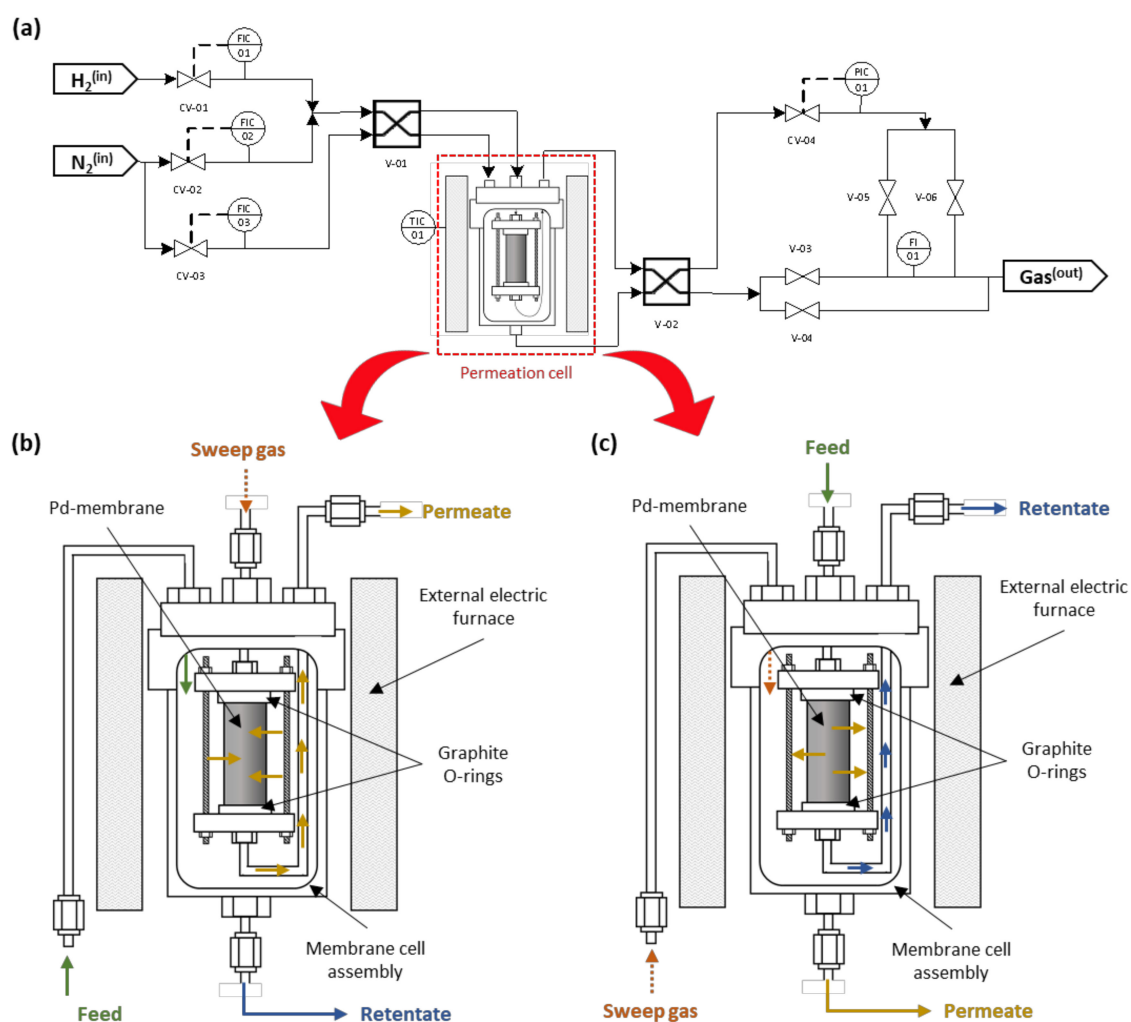 (a)
FIC
01
H2(in)
CV-01
FIC
02
N2(in)
CV-02
FIC
03
CV-03
V-01
TIC
01
Permeation cell
PIC
01
CV-04
V-05
V-06
V-03
FI
01
Gas(out)
V-02
V-04
(b)
Sweep gas
Pd-membrane
Permeate
External electric
furnace
Graphite
O-rings
Membrane cell
assembly
Feed
Retentate
(c)
Feed
Pd-membrane
Retentate
External electric
furnace
Graphite
O-rings
Membrane cell
assembly
Sweep gas
Permeate